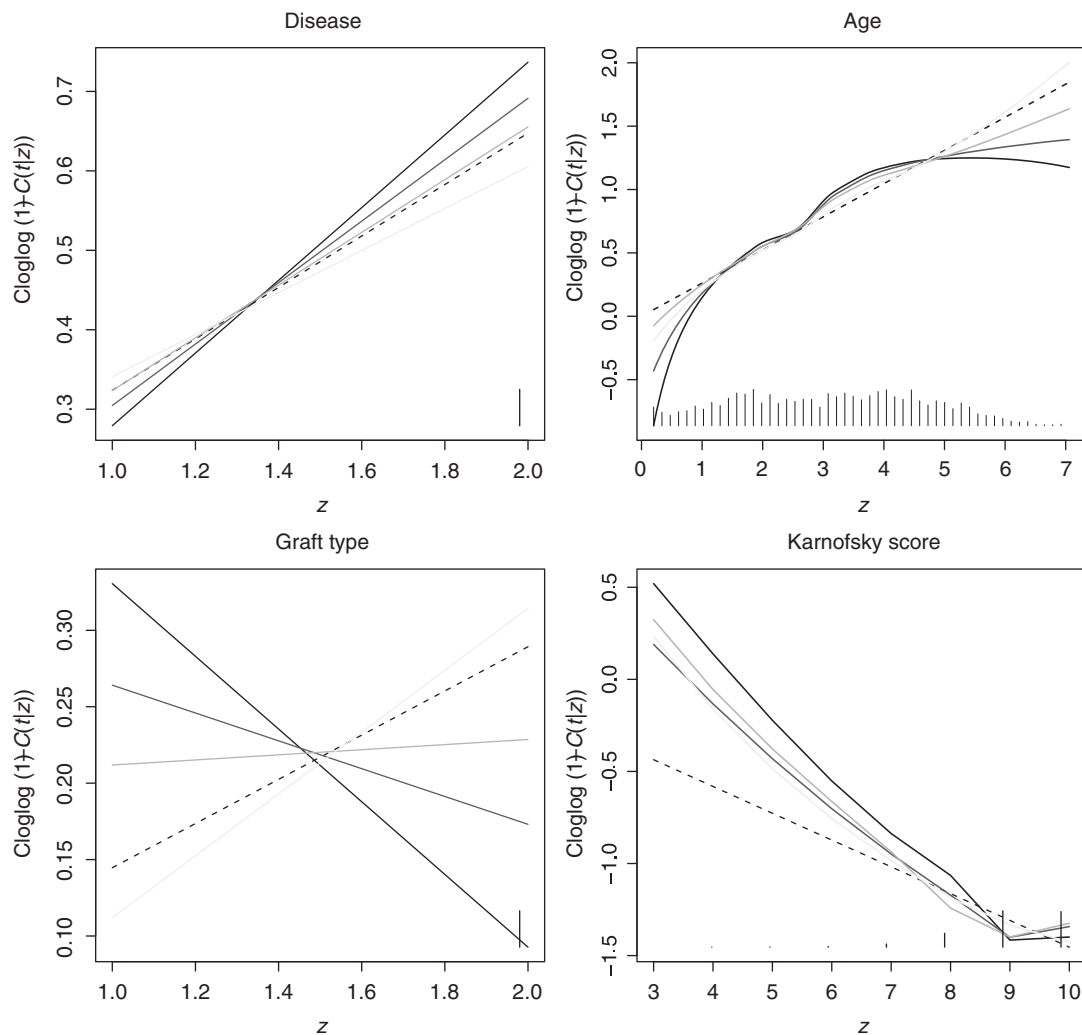 Disease
Cloglog (1–C(t|z))
0.7
0.6
0.5
0.4
0.3
1.0 1.2 1.4 1.6 1.8 2.0
z
Age
Cloglog (1–C(t|z))
2.0
1.5
1.0
0.5
0.0
−0.5
0 1 2 3 4 5 6 7
z
Graft type
Cloglog (1–C(t|z))
0.30
0.25
0.20
0.15
0.10
1.0 1.2 1.4 1.6 1.8 2.0
z
Karnofsky score
Cloglog (1–C(t|z))
0.5
0.0
−0.5
−1.0
−1.5
3 4 5 6 7 8 9 10
z